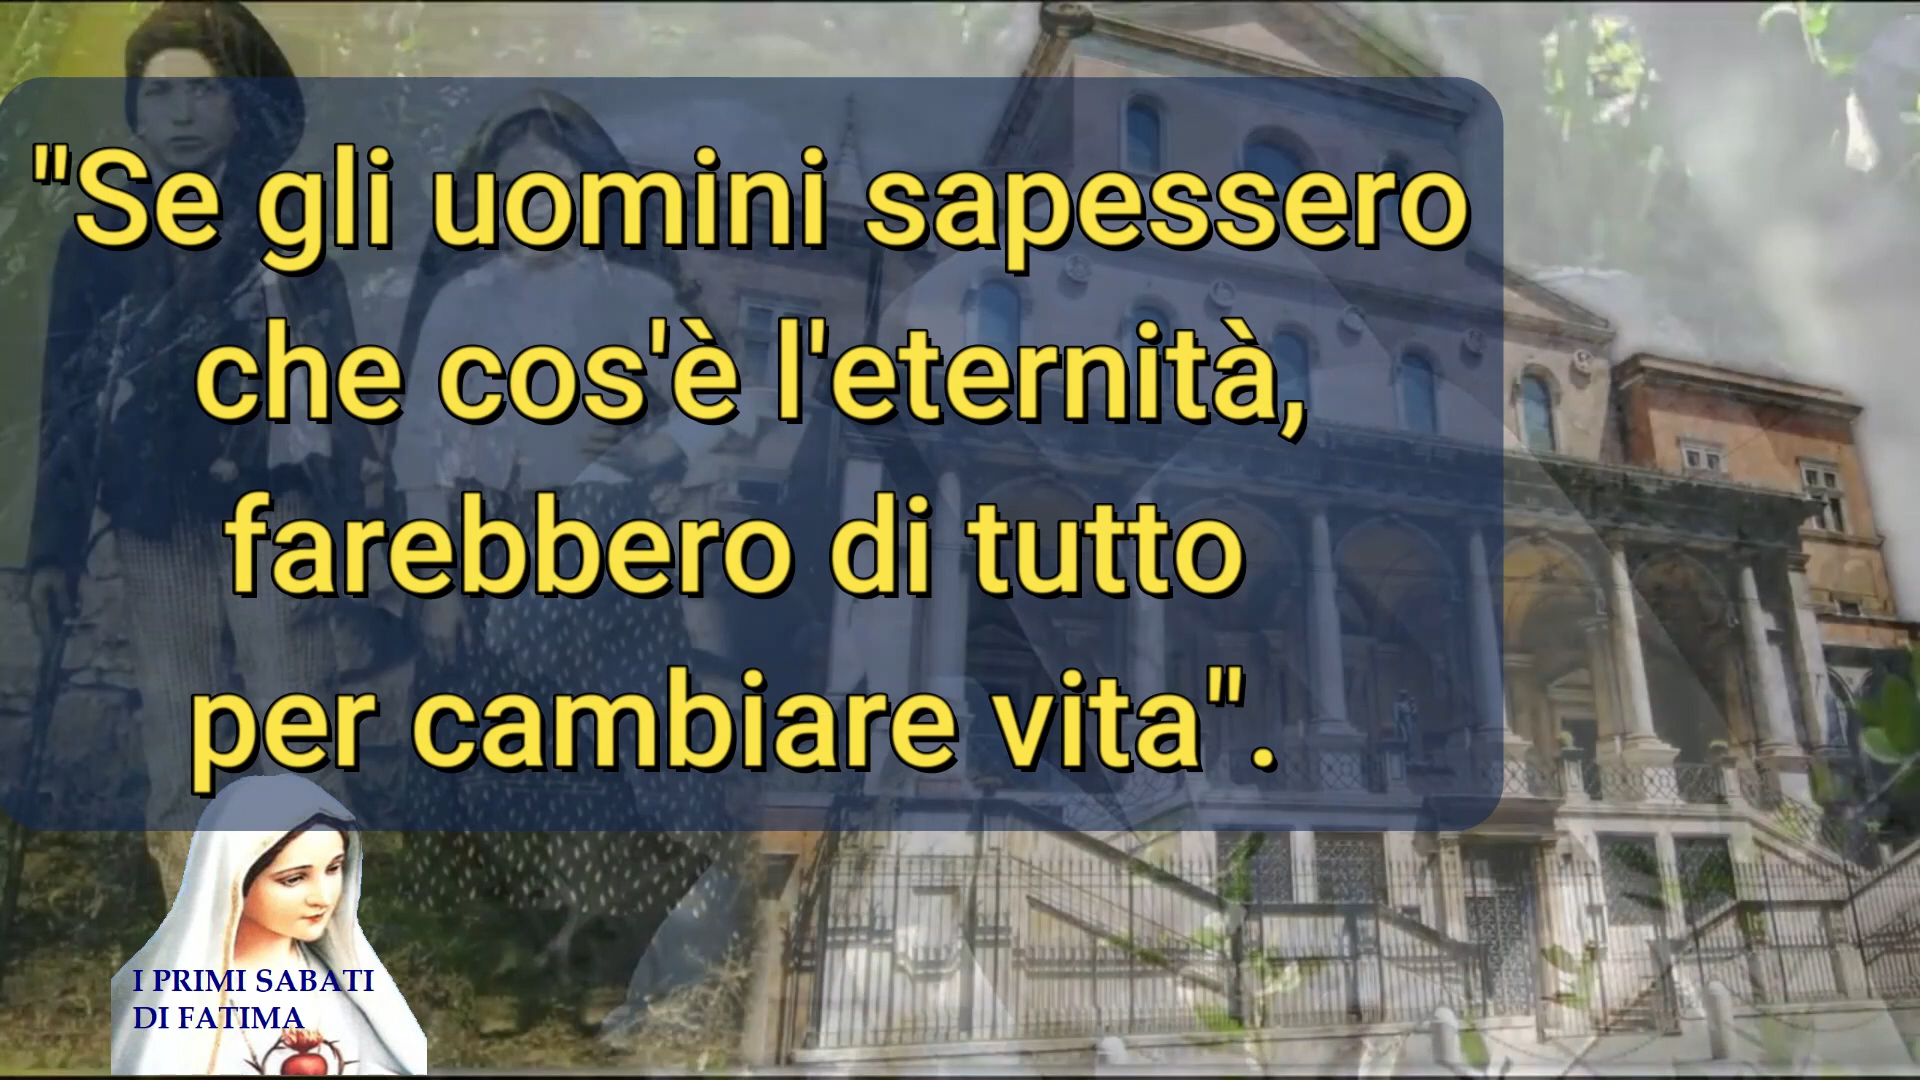 "Se gli uomini sapessero
che cos'è l'eternità,
farebbero di tutto
per cambiare vita".
I PRIMI SABATI
DI FATIMA